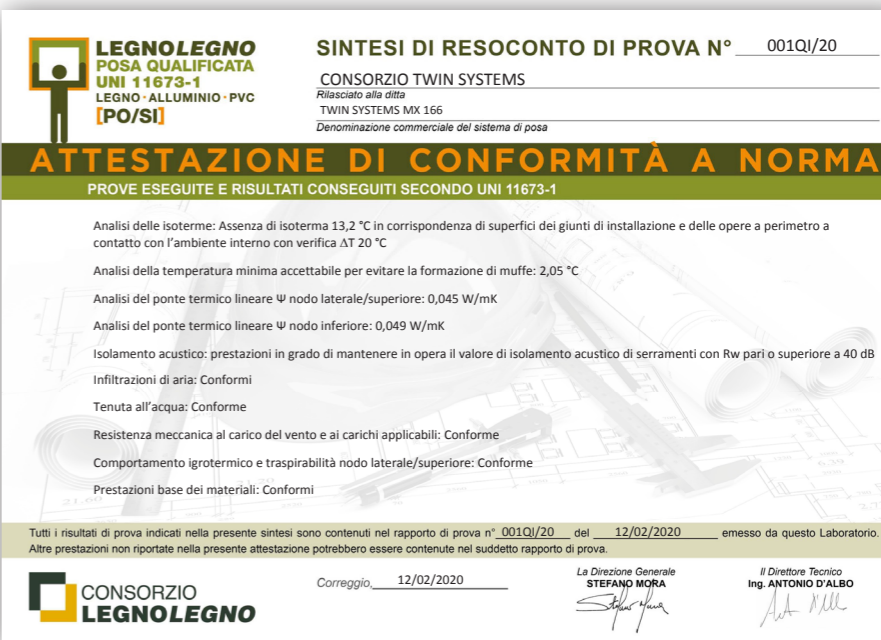 LEGNOLEGNO
POSA QUALIFICATA
UNI 11673-1
LEGNO · ALLUMINIO · PVC
[PO/SI]
SINTESI DI RESOCONTO DI PROVA N° 001QI/20
CONSORZIO TWIN SYSTEMS
Rilasciato alla ditta
TWIN SYSTEMS MX 166
Denominazione commerciale del sistema di posa
ATTESTAZIONE DI CONFORMITÀ A NORMA
PROVE ESEGUITE E RISULTATI CONSEGUITI SECONDO UNI 11673-1
Analisi delle isoterme: Assenza di isoterma 13,2 °C in corrispondenza di superfici dei giunti di installazione e delle opere a perimetro a
contatto con l'ambiente interno con verifica ΔT 20 °C
Analisi della temperatura minima accettabile per evitare la formazione di muffe: 2,05 °C
Analisi del ponte termico lineare Ψ nodo laterale/superiore: 0,045 W/mK
Analisi del ponte termico lineare Ψ nodo inferiore: 0,049 W/mK
Isolamento acustico: prestazioni in grado di mantenere in opera il valore di isolamento acustico di serramenti con Rw pari o superiore a 40 dB
Infiltrazioni di aria: Conformi
Tenuta all'acqua: Conforme
Resistenza meccanica al carico del vento e ai carichi applicabili: Conforme
Comportamento igrotermico e traspirabilità nodo laterale/superiore: Conforme
Prestazioni base dei materiali: Conformi
Tutti i risultati di prova indicati nella presente sintesi sono contenuti nel rapporto di prova n° 001QI/20 del 12/02/2020 emesso da questo Laboratorio.
Altre prestazioni non riportate nella presente attestazione potrebbero essere contenute nel suddetto rapporto di prova.
CONSORZIO
LEGNOLEGNO
Correggio, 12/02/2020
La Direzione Generale
STEFANO MORA
Il Direttore Tecnico
Ing. ANTONIO D'ALBO